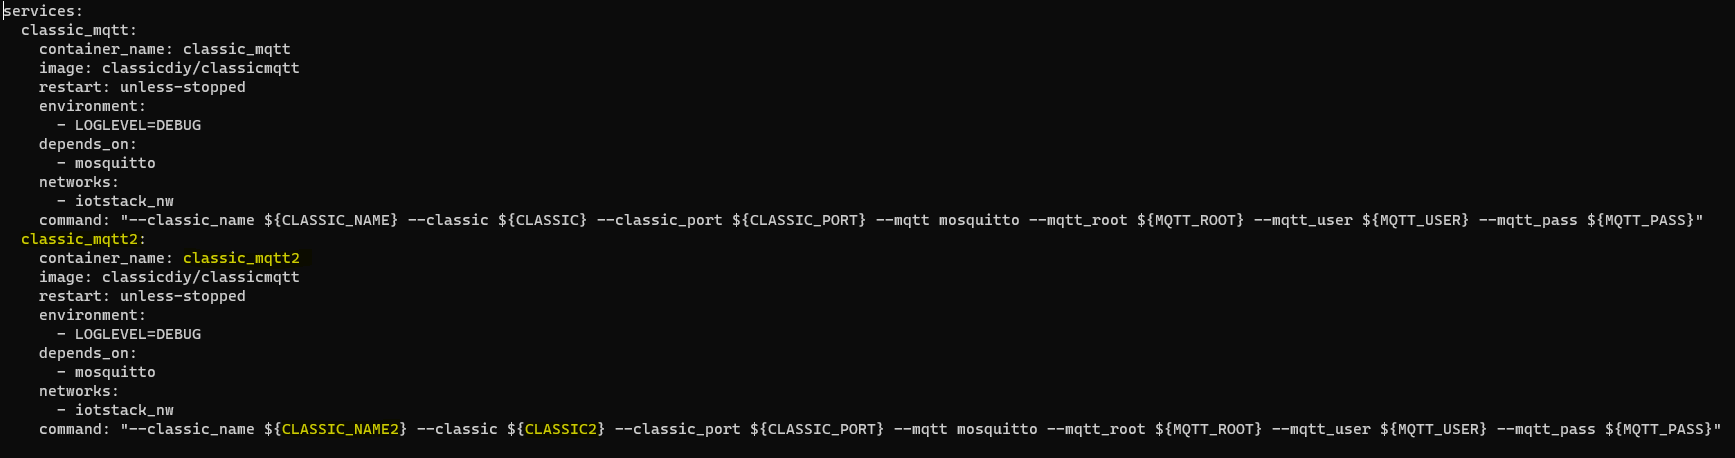 services:
  classic_mqtt:
    container_name: classic_mqtt
    image: classicdiy/classicmqtt
    restart: unless-stopped
    environment:
      - LOGLEVEL=DEBUG
    depends_on:
      - mosquitto
    networks:
      - iotstack_nw
    command: "--classic_name ${CLASSIC_NAME} --classic ${CLASSIC} --classic_port ${CLASSIC_PORT} --mqtt mosquitto --mqtt_root ${MQTT_ROOT} --mqtt_user ${MQTT_USER} --mqtt_pass ${MQTT_PASS}"
  classic_mqtt2:
    container_name: classic_mqtt2
    image: classicdiy/classicmqtt
    restart: unless-stopped
    environment:
      - LOGLEVEL=DEBUG
    depends_on:
      - mosquitto
    networks:
      - iotstack_nw
    command: "--classic_name ${CLASSIC_NAME2} --classic ${CLASSIC2} --classic_port ${CLASSIC_PORT} --mqtt mosquitto --mqtt_root ${MQTT_ROOT} --mqtt_user ${MQTT_USER} --mqtt_pass ${MQTT_PASS}"